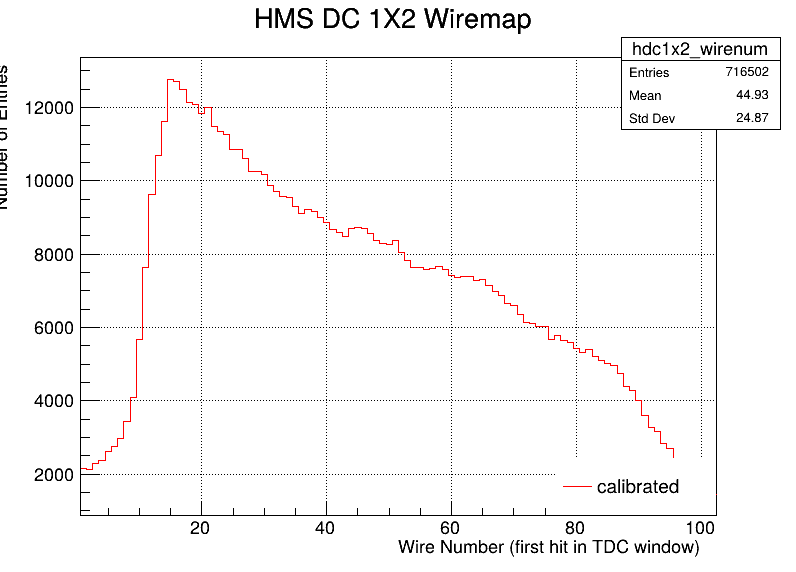 HMS DC 1X2 Wiremap
hdc1x2_wirenum
Entries 716502
Mean 44.93
Std Dev 24.87
Number of Entries
12000
10000
8000
6000
4000
2000
calibrated
20 40 60 80 100
Wire Number (first hit in TDC window)